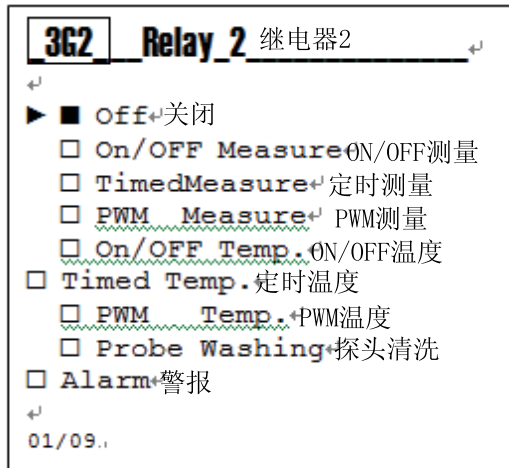 3G2 Relay_2 继电器2
► ■ Off 关闭
□ On/OFF Measure ON/OFF测量
□ TimedMeasure 定时测量
□ PWM Measure PWM测量
□ On/OFF Temp. ON/OFF温度
□ Timed Temp. 定时温度
□ PWM Temp. PWM温度
□ Probe Washing 探头清洗
□ Alarm 警报
01/09